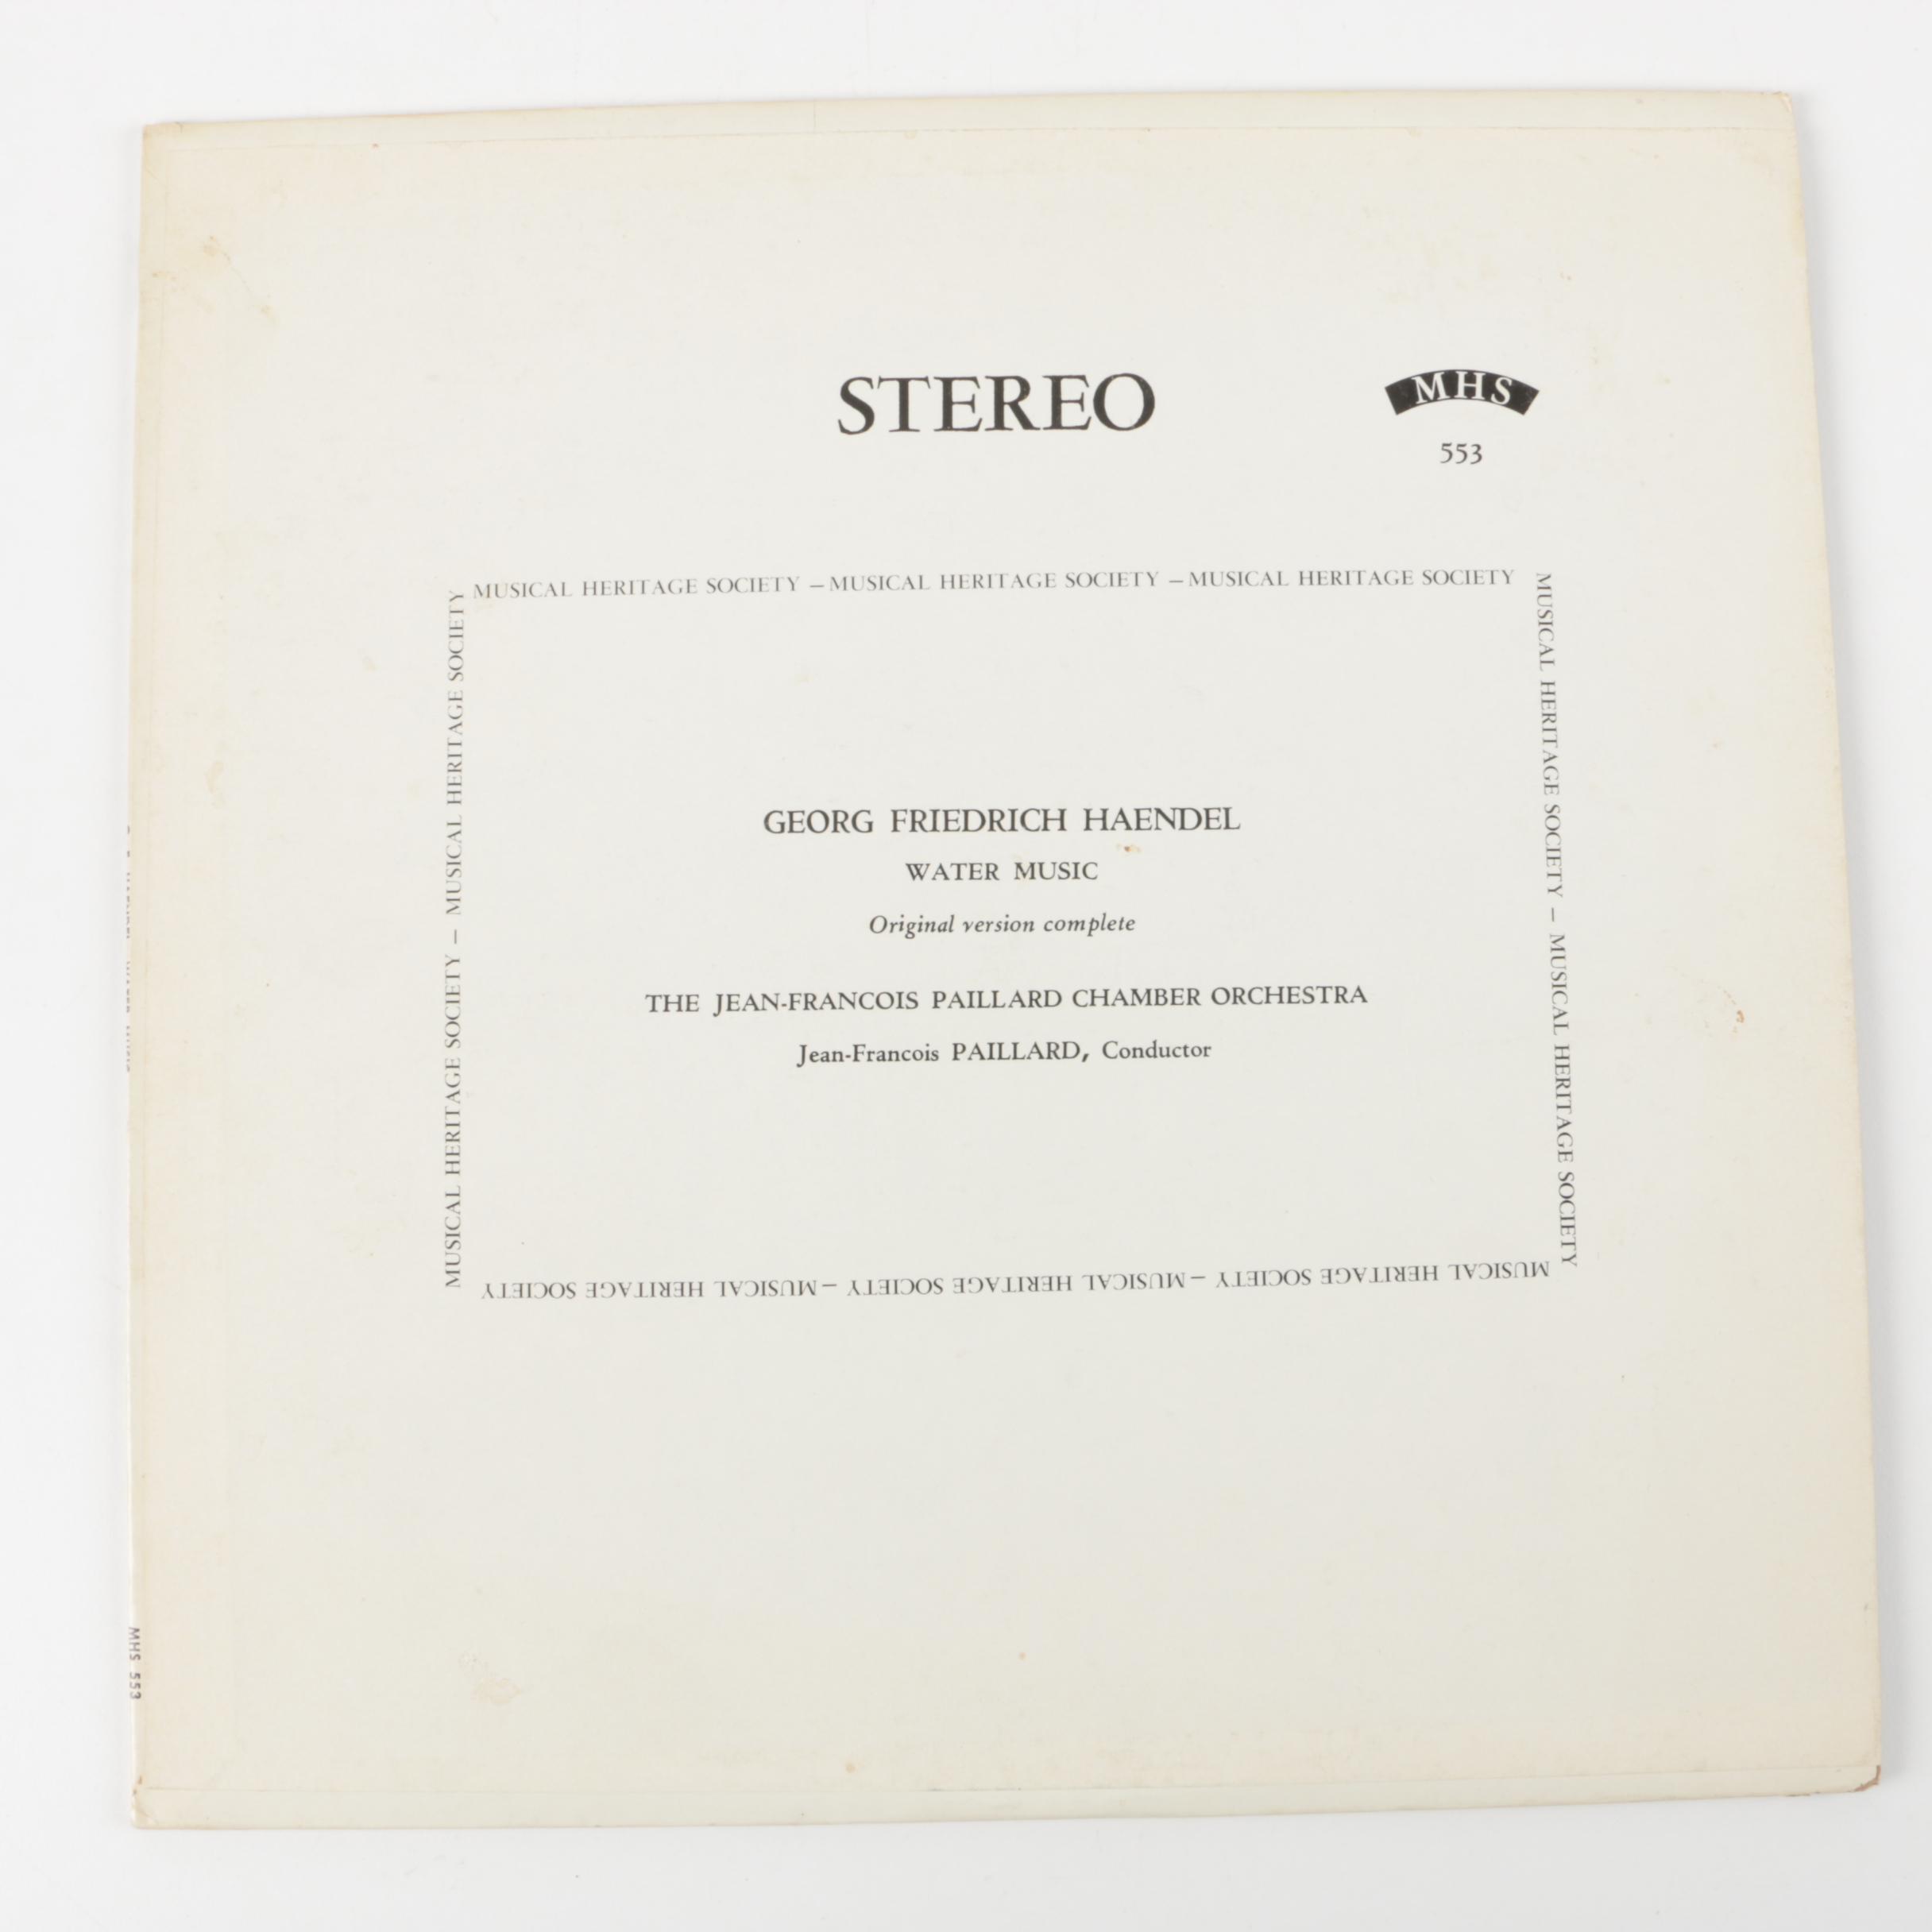 STEREO
MHS
553
MUSICAL HERITAGE SOCIETY – MUSICAL HERITAGE SOCIETY – MUSICAL HERITAGE SOCIETY
MUSICAL HERITAGE SOCIETY – MUSICAL HERITAGE SOCIETY
MUSICAL HERITAGE SOCIETY – MUSICAL HERITAGE SOCIETY
GEORG FRIEDRICH HAENDEL
WATER MUSIC
Original version complete
THE JEAN-FRANCOIS PAILLARD CHAMBER ORCHESTRA
Jean-Francois PAILLARD, Conductor
MUSICAL HERITAGE SOCIETY – MUSICAL HERITAGE SOCIETY – MUSICAL HERITAGE SOCIETY
MHS 553